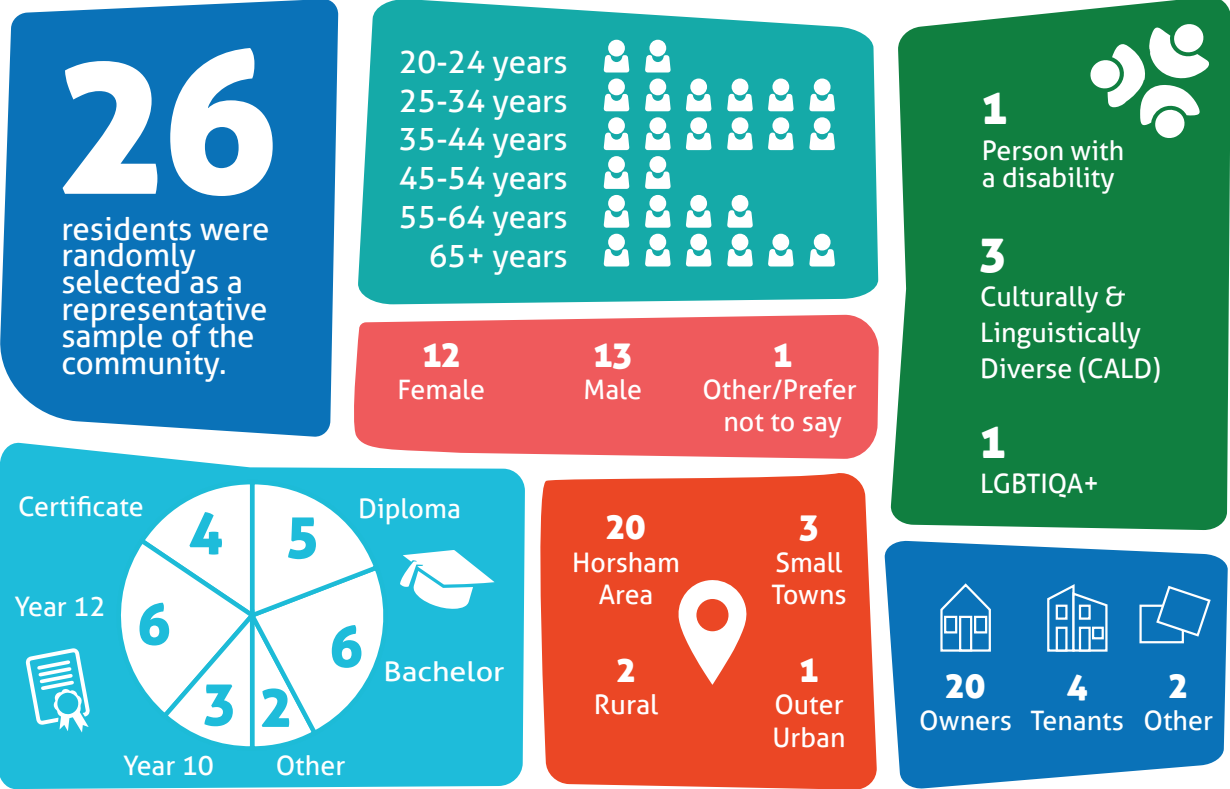 26
residents were
randomly
selected as a
representative
sample of the
community.
20-24 years
25-34 years
35-44 years
45-54 years
55-64 years
65+ years
12
Female
13
Male
1
Other/Prefer
not to say
1
Person with
a disability
3
Culturally &
Linguistically
Diverse (CALD)
1
LGBTIQA+
Certificate
4
5
Diploma
Year 12
6
6
Bachelor
3
2
Year 10
Other
20
Horsham
Area
3
Small
Towns
2
Rural
1
Outer
Urban
20
Owners
4
Tenants
2
Other